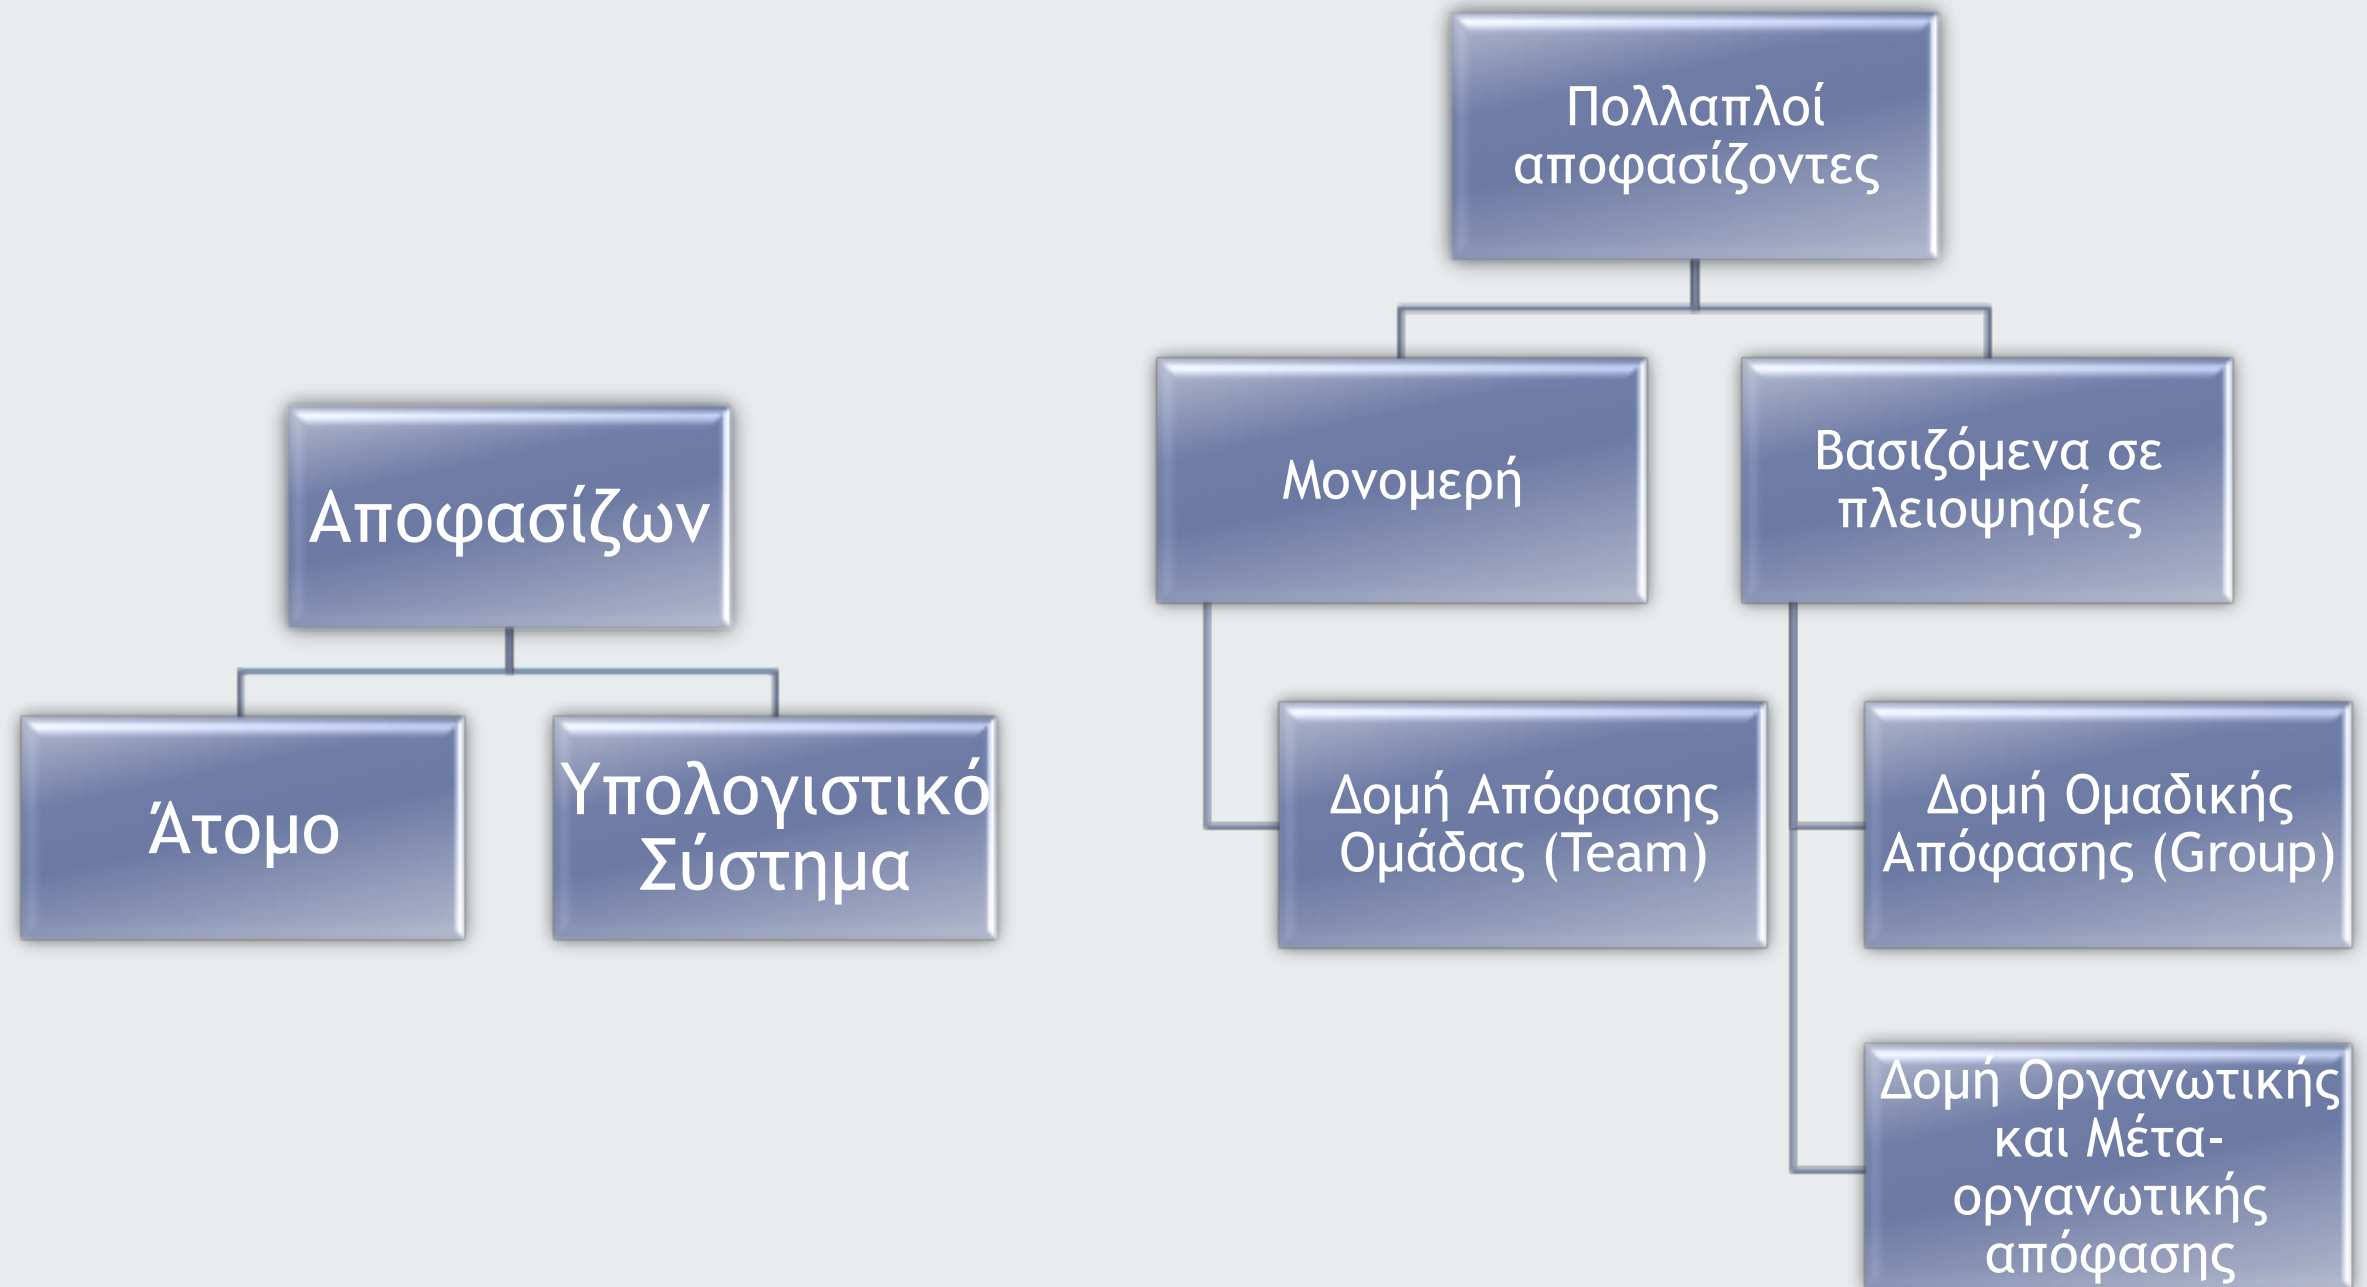 Αποφασίζων
Άτομο
Υπολογιστικό
Σύστημα
Πολλαπλοί
αποφασίζοντες
Μονομερή
Βασιζόμενα σε
πλειοψηφίες
Δομή Απόφασης
Ομάδας (Team)
Δομή Ομαδικής
Απόφασης (Group)
Δομή Οργανωτικής
και Μέτα-
οργανωτικής
απόφασης